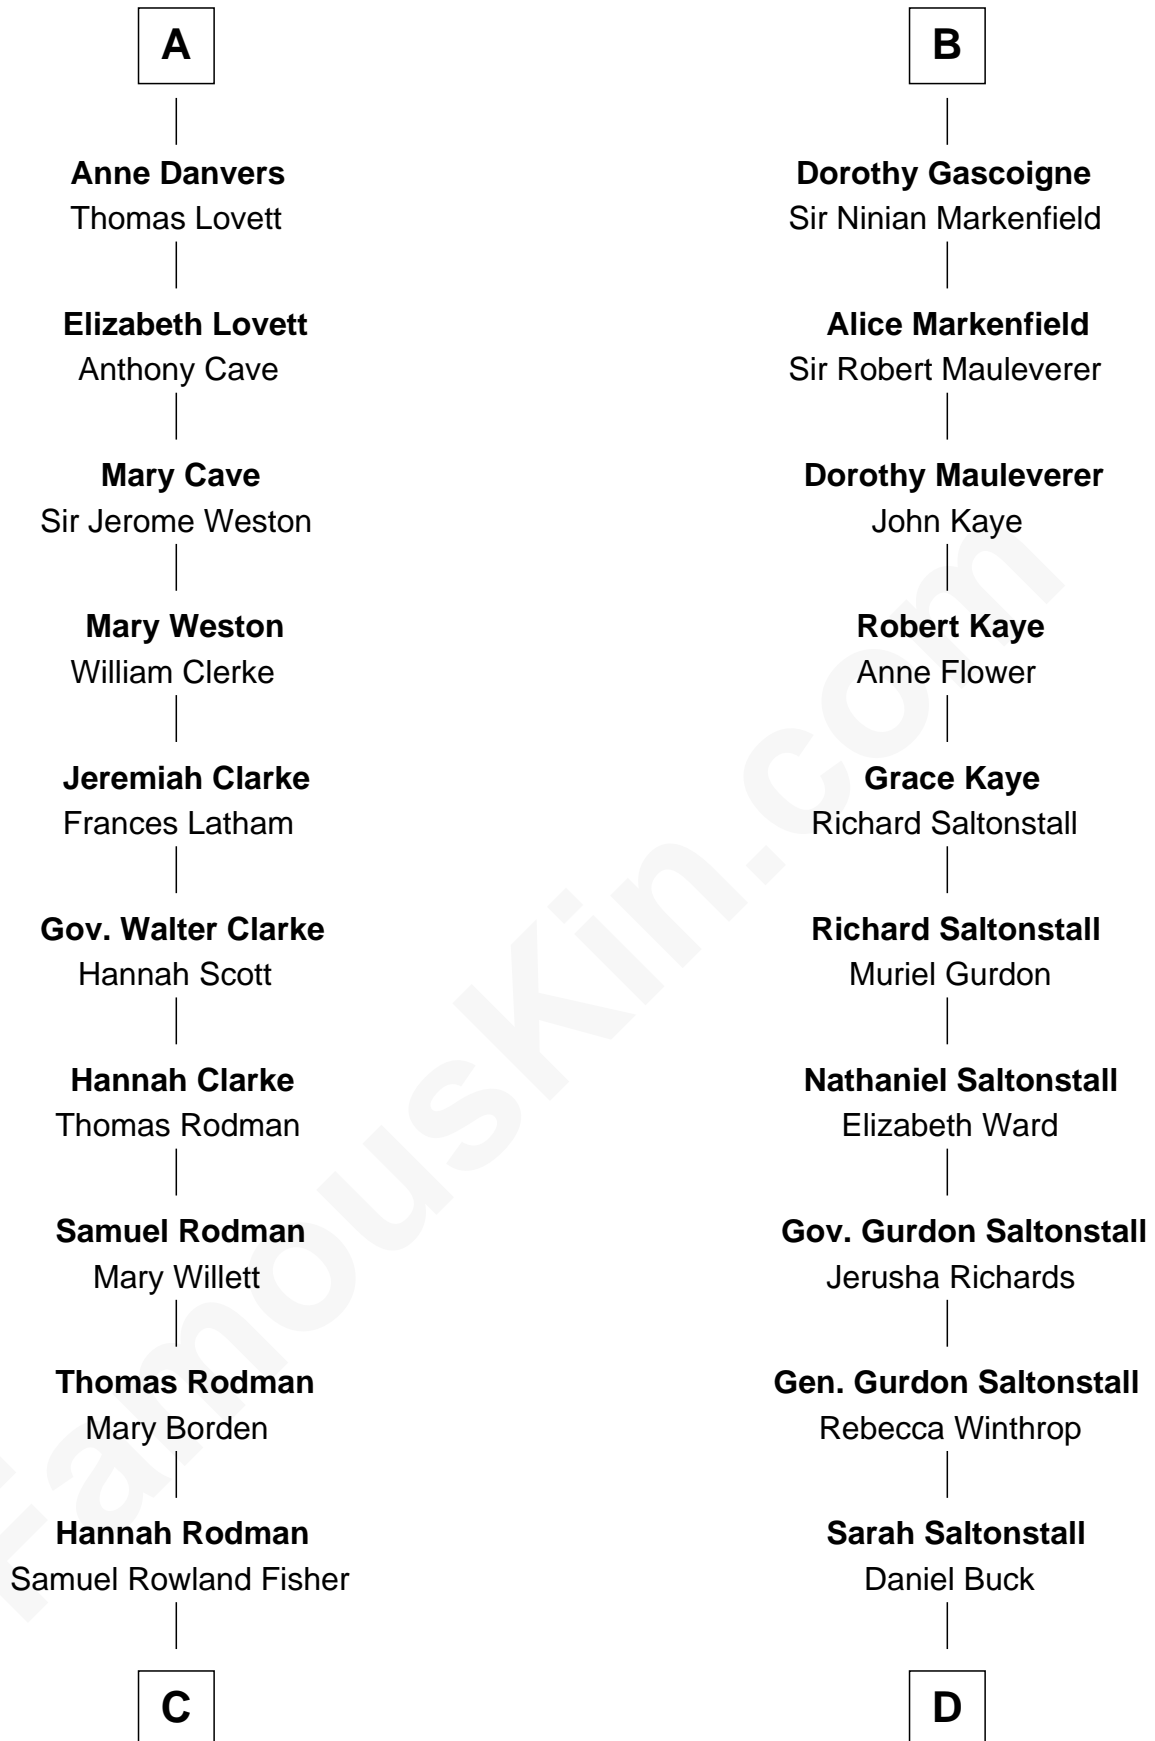 A
Anne Danvers
Thomas Lovett
Elizabeth Lovett
Anthony Cave
Mary Cave
Sir Jerome Weston
Mary Weston
William Clerke
Jeremiah Clarke
Frances Latham
Gov. Walter Clarke
Hannah Scott
Hannah Clarke
Thomas Rodman
Samuel Rodman
Mary Willett
Thomas Rodman
Mary Borden
Hannah Rodman
Samuel Rowland Fisher
C
B
Dorothy Gascoigne
Sir Ninian Markenfield
Alice Markenfield
Sir Robert Mauleverer
Dorothy Mauleverer
John Kaye
Robert Kaye
Anne Flower
Grace Kaye
Richard Saltonstall
Richard Saltonstall
Muriel Gurdon
Nathaniel Saltonstall
Elizabeth Ward
Gov. Gurdon Saltonstall
Jerusha Richards
Gen. Gurdon Saltonstall
Rebecca Winthrop
Sarah Saltonstall
Daniel Buck
D
FamousKin.com